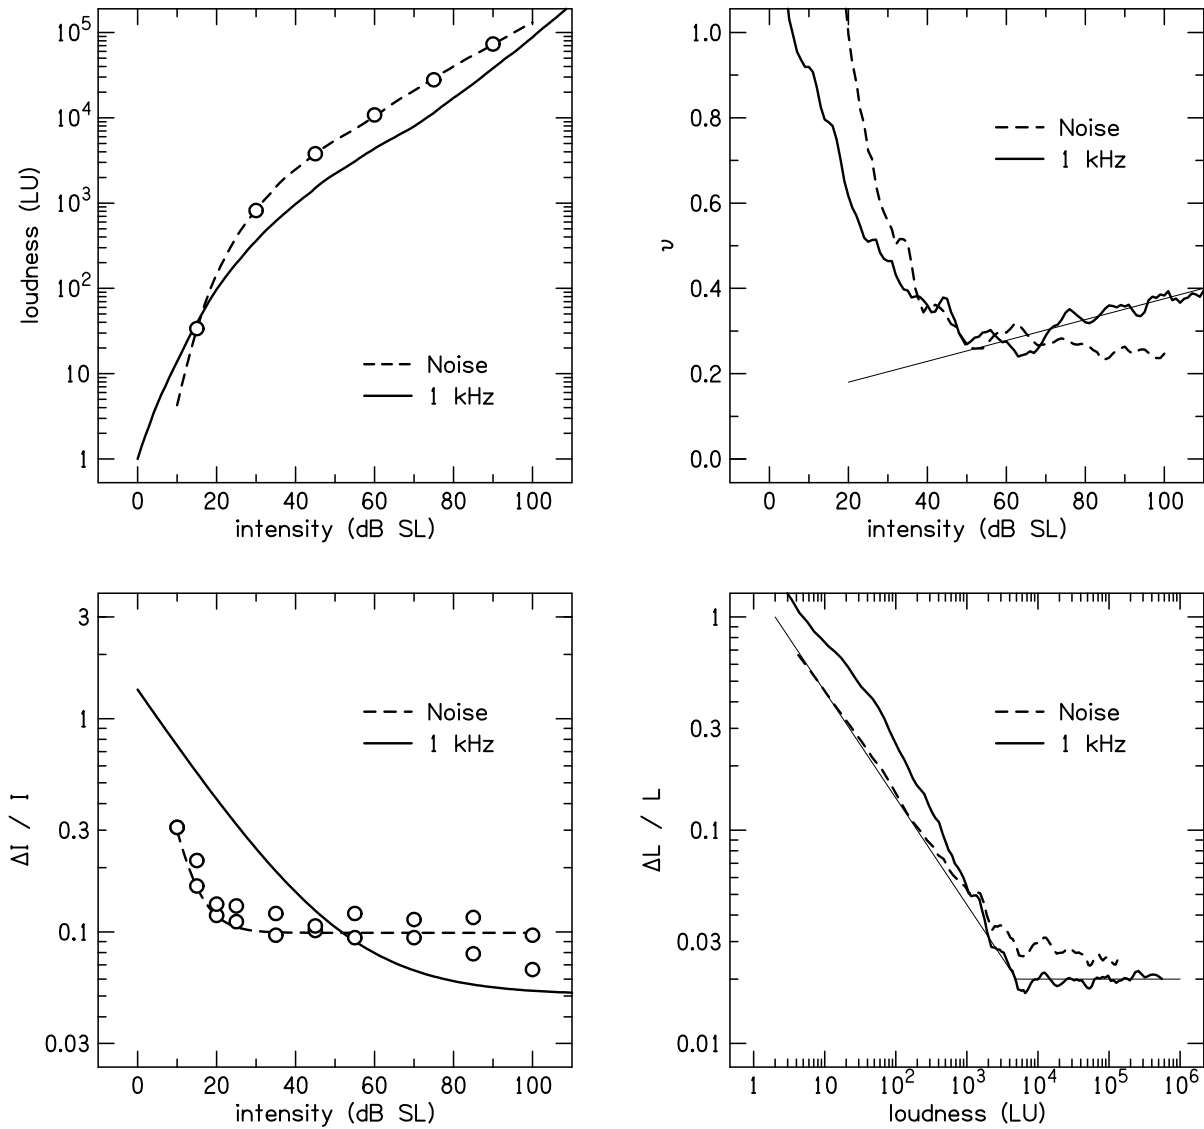 10⁵
10⁴
10³
10²
10
1
loudness (LU)
Noise
1 kHz
0 20 40 60 80 100
intensity (dB SL)
1.0
0.8
0.6
0.4
0.2
0.0
ν
Noise
1 kHz
0 20 40 60 80 100
intensity (dB SL)
3
1
0.3
0.1
0.03
ΔI / I
Noise
1 kHz
0 20 40 60 80 100
intensity (dB SL)
1
0.3
0.1
0.03
0.01
ΔL / L
Noise
1 kHz
1 10 10² 10³ 10⁴ 10⁵ 10⁶
loudness (LU)